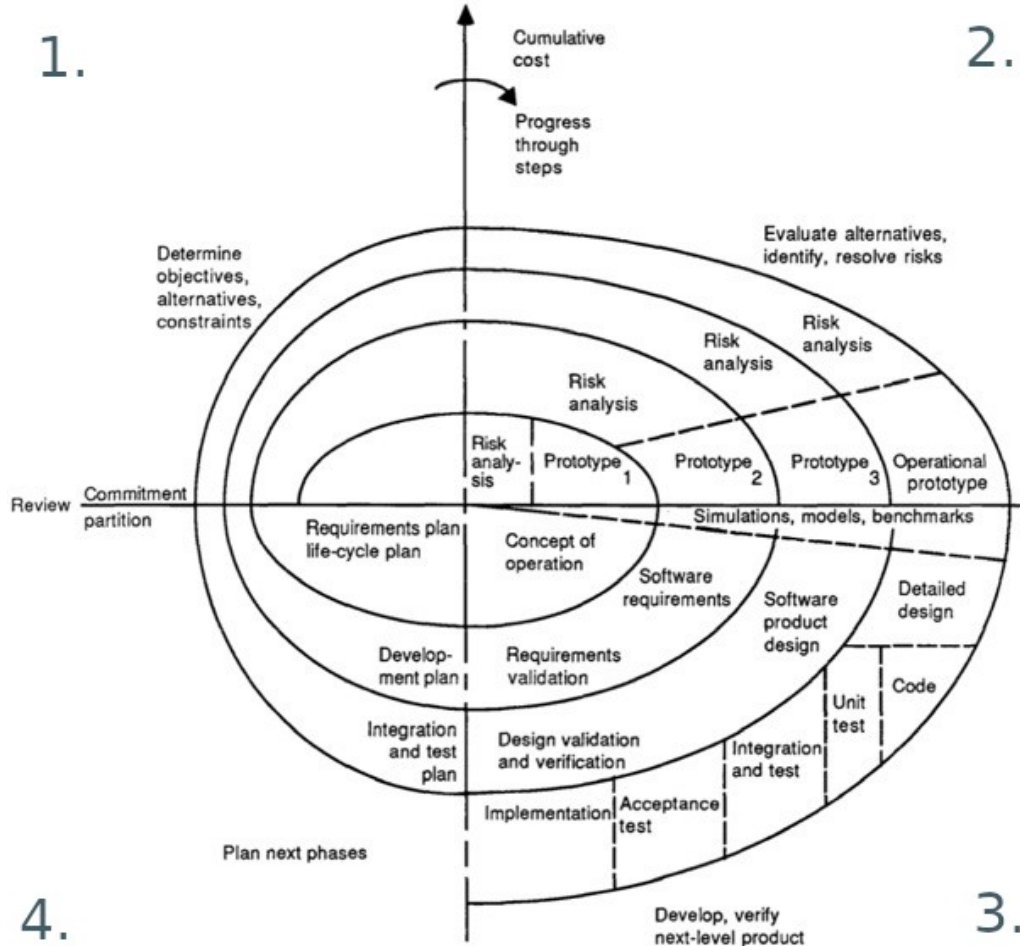 1.
2.
Cumulative
cost
Progress
through
steps
Determine
objectives,
alternatives,
constraints
Evaluate alternatives,
identify, resolve risks
Risk
analysis
Risk
analysis
Risk
analysis
Risk
analy-
sis
Prototype 1
Prototype 2
Prototype 3
Operational
prototype
Review
Commitment
partition
Simulations, models, benchmarks
Requirements plan
life-cycle plan
Concept of
operation
Software
requirements
Software
product
design
Detailed
design
Develop-
ment plan
Requirements
validation
Unit
test
Code
Integration
and test
plan
Design validation
and verification
Integration
and test
Implementation
Acceptance
test
Plan next phases
Develop, verify
next-level product
4.
3.